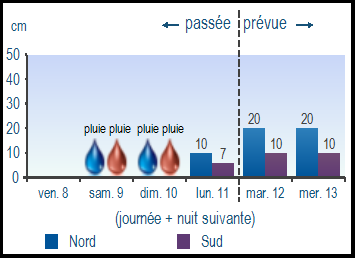 ← passée prévue →
cm
50
40
30
20
10
0
pluie pluie pluie pluie
10 7 20 10 20 10
ven. 8 sam. 9 dim. 10 lun. 11 mar. 12 mer. 13
(journée + nuit suivante)
Nord Sud